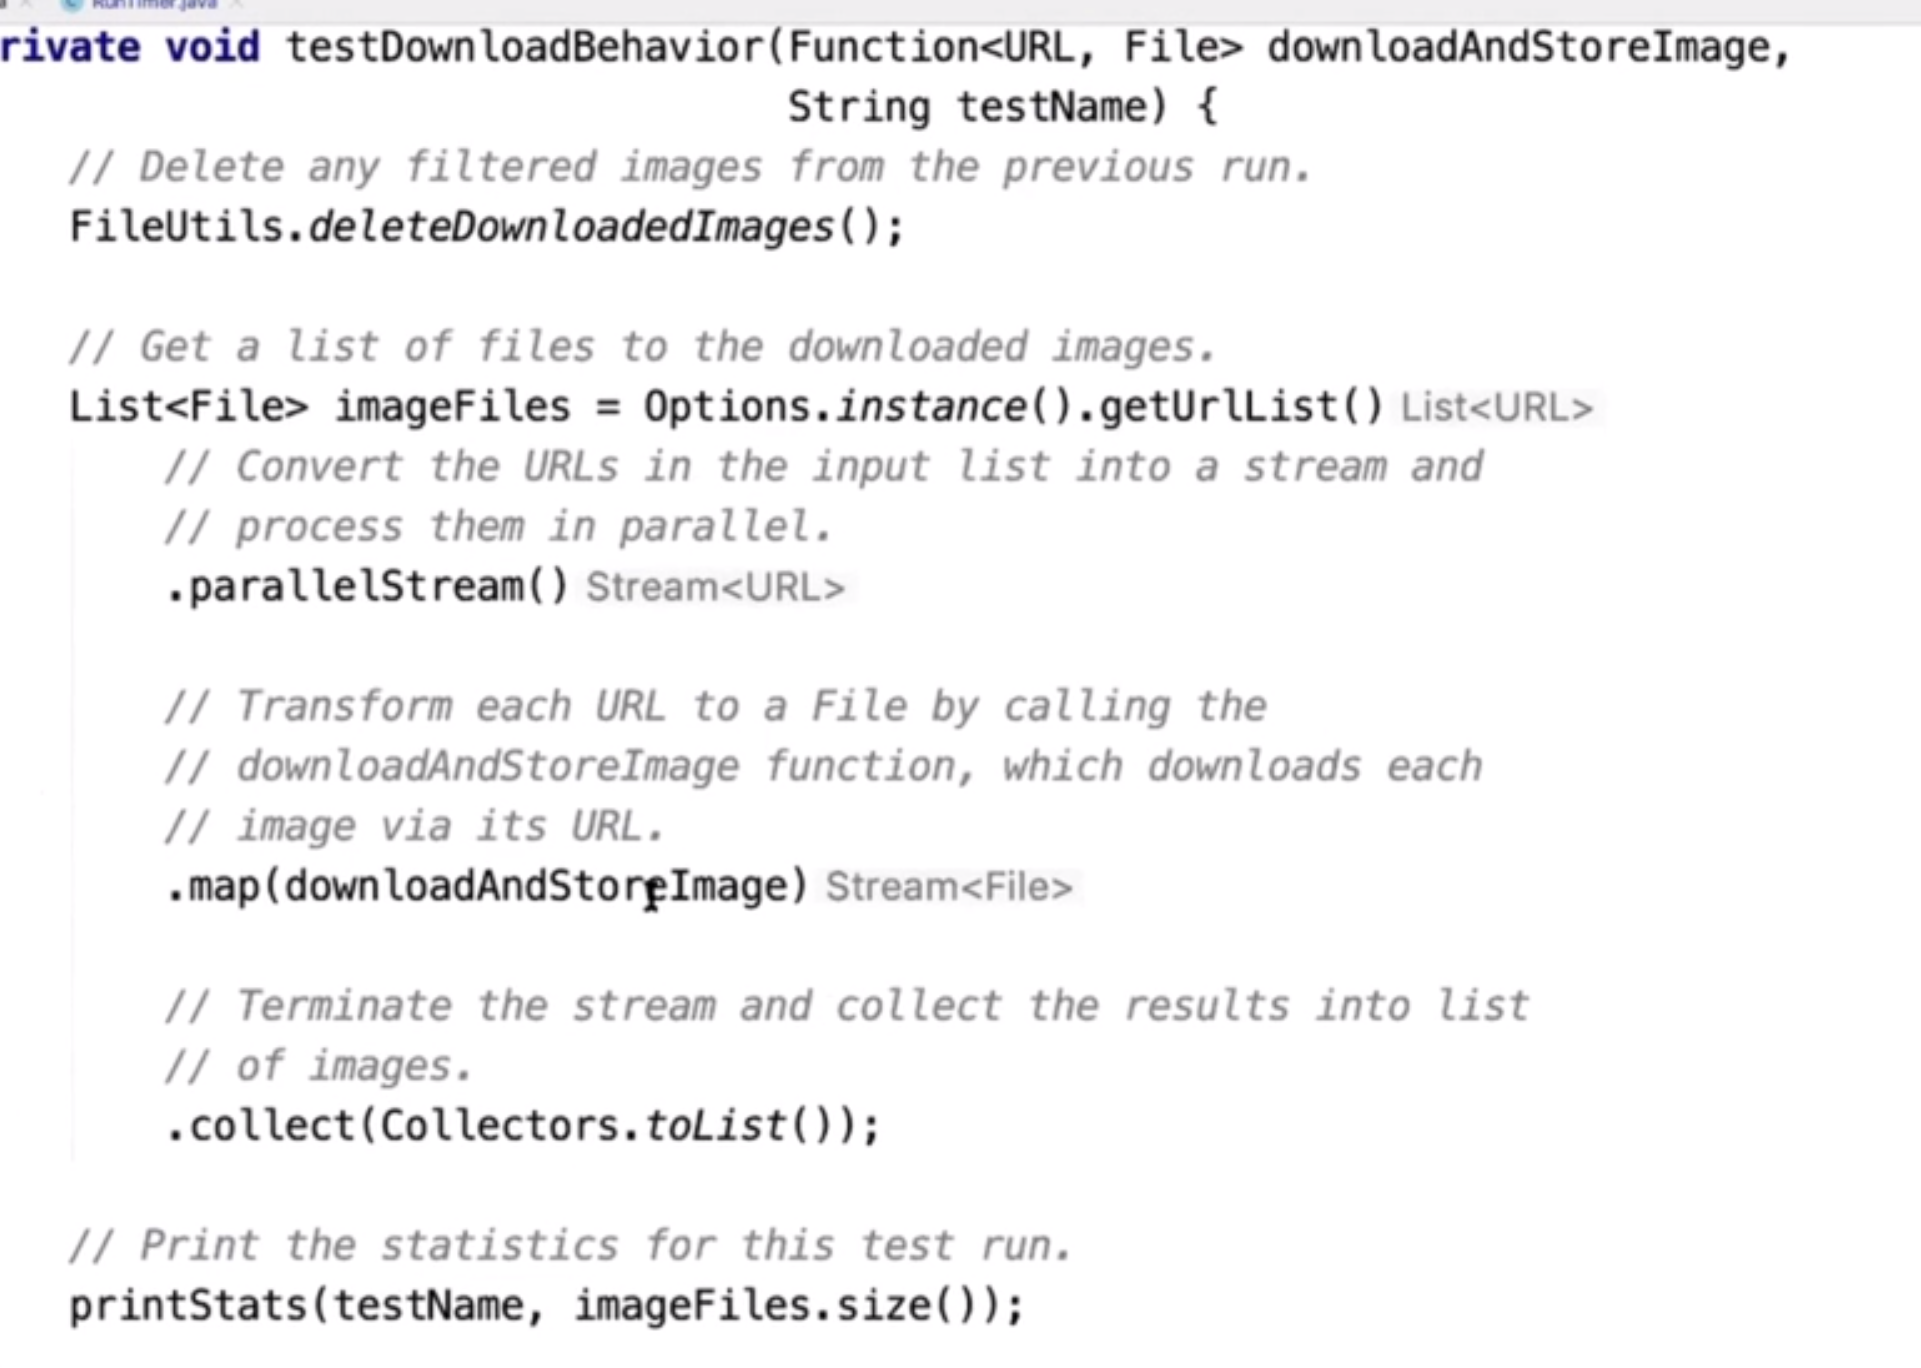 RunTimer.java
rivate void testDownloadBehavior(Function<URL, File> downloadAndStoreImage,
String testName) {
// Delete any filtered images from the previous run.
FileUtils.deleteDownloadedImages();
// Get a list of files to the downloaded images.
List<File> imageFiles = Options.instance().getUrlList() List<URL>
// Convert the URLs in the input list into a stream and
// process them in parallel.
.parallelStream() Stream<URL>
// Transform each URL to a File by calling the
// downloadAndStoreImage function, which downloads each
// image via its URL.
.map(downloadAndStoreImage) Stream<File>
// Terminate the stream and collect the results into list
// of images.
.collect(Collectors.toList());
// Print the statistics for this test run.
printStats(testName, imageFiles.size());